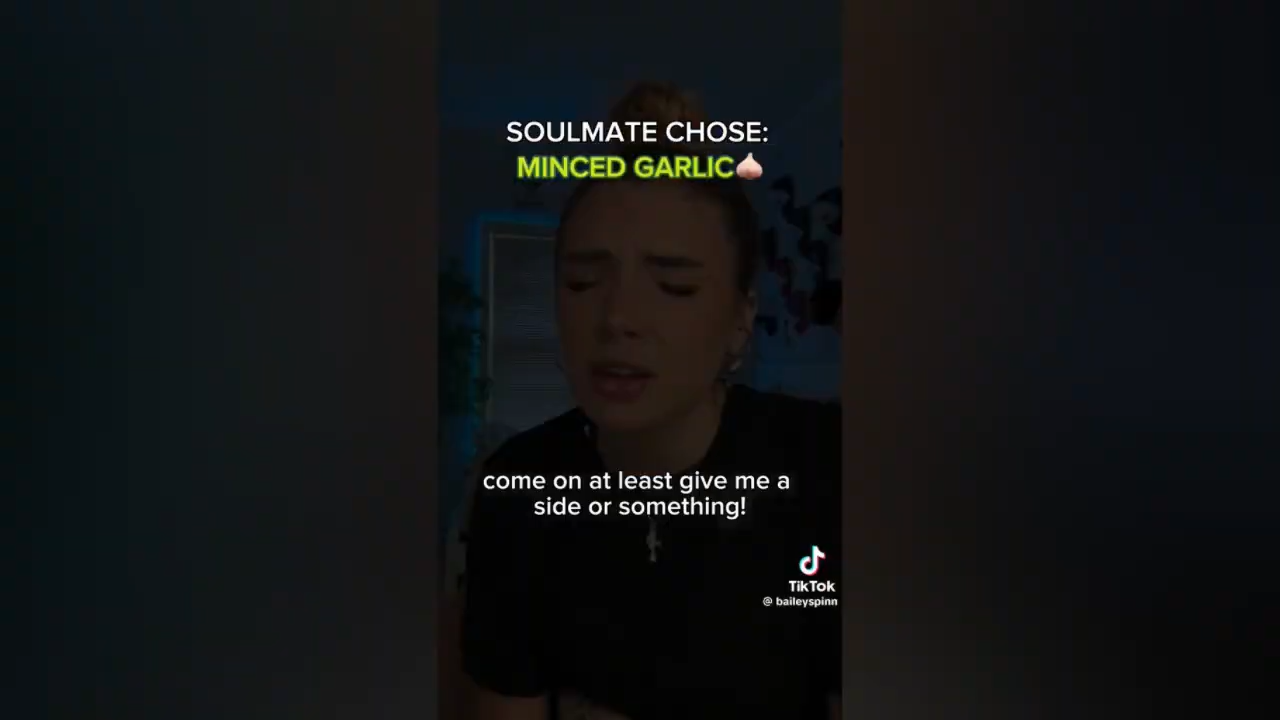 SOULMATE CHOSE:
MINCED GARLIC🧄
come on at least give me a
side or something!
TikTok
@ baileyspinn